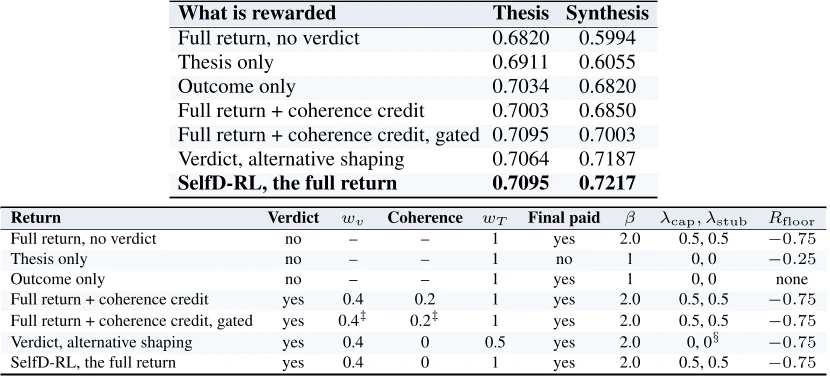 What is rewarded Thesis Synthesis
Full return, no verdict 0.6820 0.5994
Thesis only 0.6911 0.6055
Outcome only 0.7034 0.6820
Full return + coherence credit 0.7003 0.6850
Full return + coherence credit, gated 0.7095 0.7003
Verdict, alternative shaping 0.7064 0.7187
SelfD-RL, the full return 0.7095 0.7217
Return Verdict w_v Coherence w_T Final paid β λ_cap, λ_stub R_floor
Full return, no verdict no – – 1 yes 2.0 0.5, 0.5 −0.75
Thesis only no – – 1 no 1 0, 0 −0.25
Outcome only no – – 1 yes 1 0, 0 none
Full return + coherence credit yes 0.4 0.2 1 yes 2.0 0.5, 0.5 −0.75
Full return + coherence credit, gated yes 0.4‡ 0.2‡ 1 yes 2.0 0.5, 0.5 −0.75
Verdict, alternative shaping yes 0.4 0 0.5 yes 2.0 0, 0§ −0.75
SelfD-RL, the full return yes 0.4 0 1 yes 2.0 0.5, 0.5 −0.75